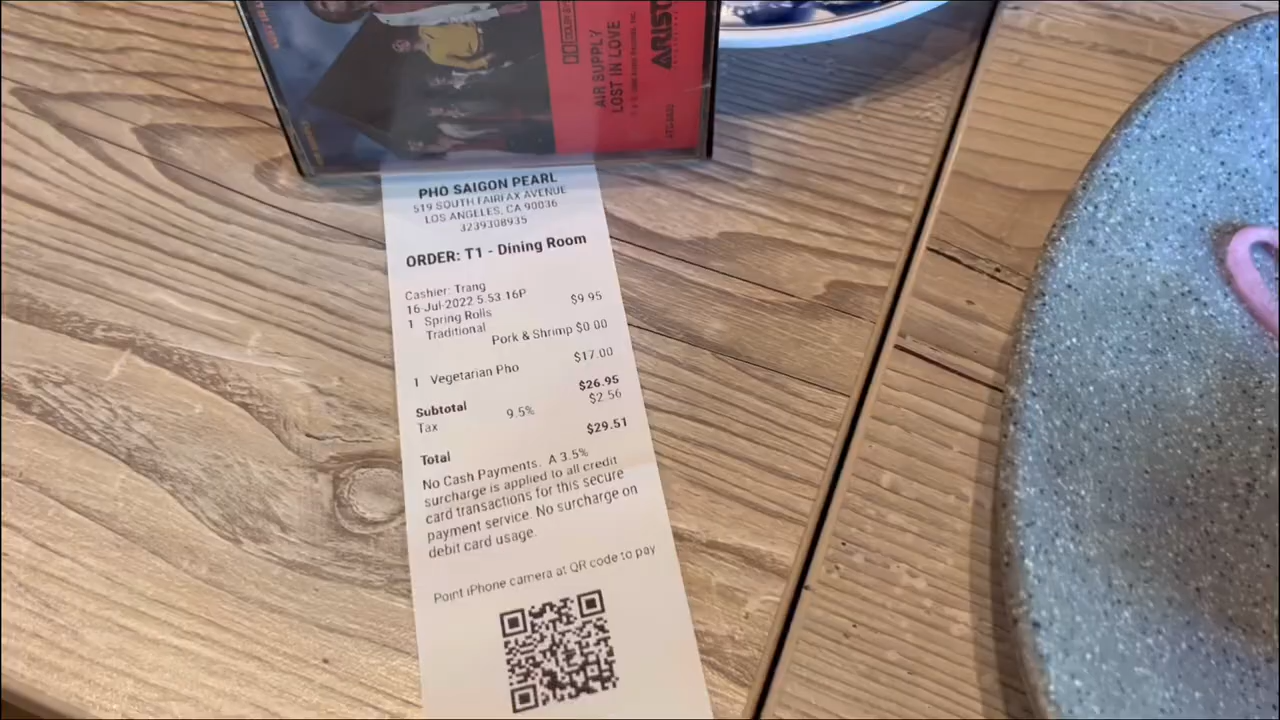 AIR SUPPLY
LOST IN LOVE
ARIST
PHO SAIGON PEARL
519 SOUTH FAIRFAX AVENUE
LOS ANGELES, CA 90036
3239308935
ORDER: T1 - Dining Room
Cashier: Trang
16-Jul-2022 5:53:16P
1 Spring Rolls $9.95
Traditional
Pork & Shrimp $0.00
1 Vegetarian Pho $17.00
Subtotal $26.95
Tax 9.5% $2.56
Total $29.51
No Cash Payments. A 3.5%
surcharge is applied to all credit
card transactions for this secure
payment service. No surcharge on
debit card usage.
Point iPhone camera at QR code to pay